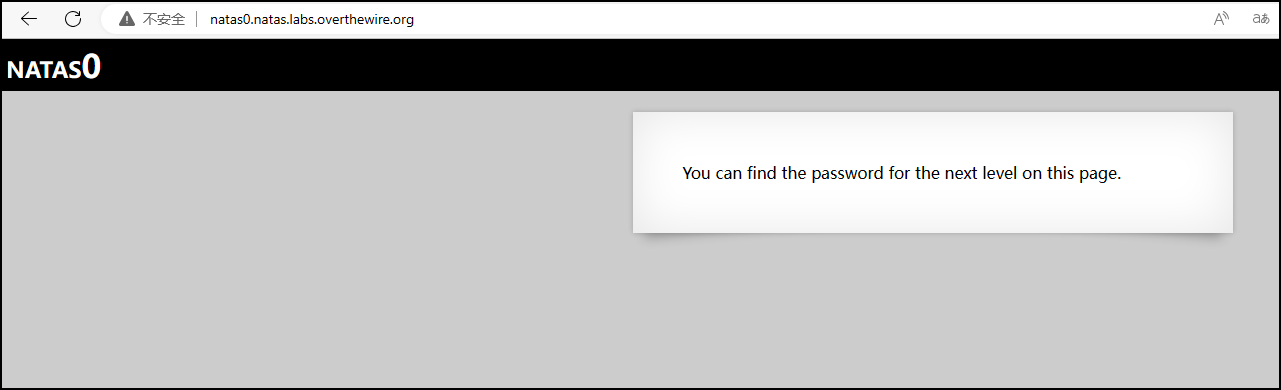 不安全 natas0.natas.labs.overthewire.org
NATAS0
You can find the password for the next level on this page.